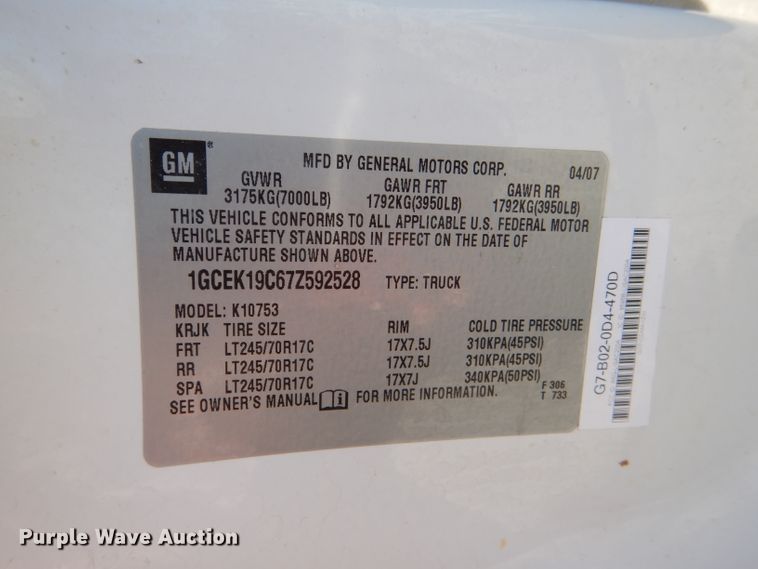 GM
®
MFD BY GENERAL MOTORS CORP. 04/07
GVWR GAWR FRT GAWR RR
3175KG(7000LB) 1792KG(3950LB) 1792KG(3950LB)
THIS VEHICLE CONFORMS TO ALL APPLICABLE U.S. FEDERAL MOTOR
VEHICLE SAFETY STANDARDS IN EFFECT ON THE DATE OF
MANUFACTURE SHOWN ABOVE.
1GCEK19C67Z592528 TYPE: TRUCK
MODEL: K10753
KRJK TIRE SIZE RIM COLD TIRE PRESSURE
FRT LT245/70R17C 17X7.5J 310KPA(45PSI)
RR LT245/70R17C 17X7.5J 310KPA(45PSI)
SPA LT245/70R17C 17X7J 340KPA(50PSI)
SEE OWNER'S MANUAL i FOR MORE INFORMATION.
F 306
T 733
G7-B02-0D4-470D
Purple Wave Auction